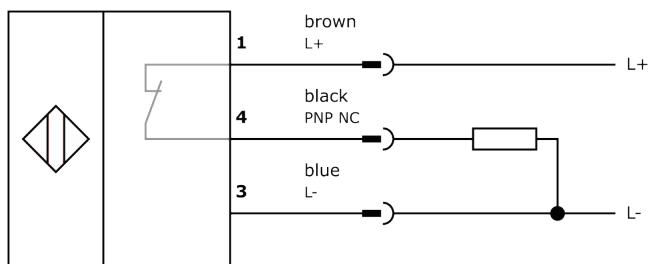 brown
1 L+
L+
black
4 PNP NC
blue
3 L-
L-